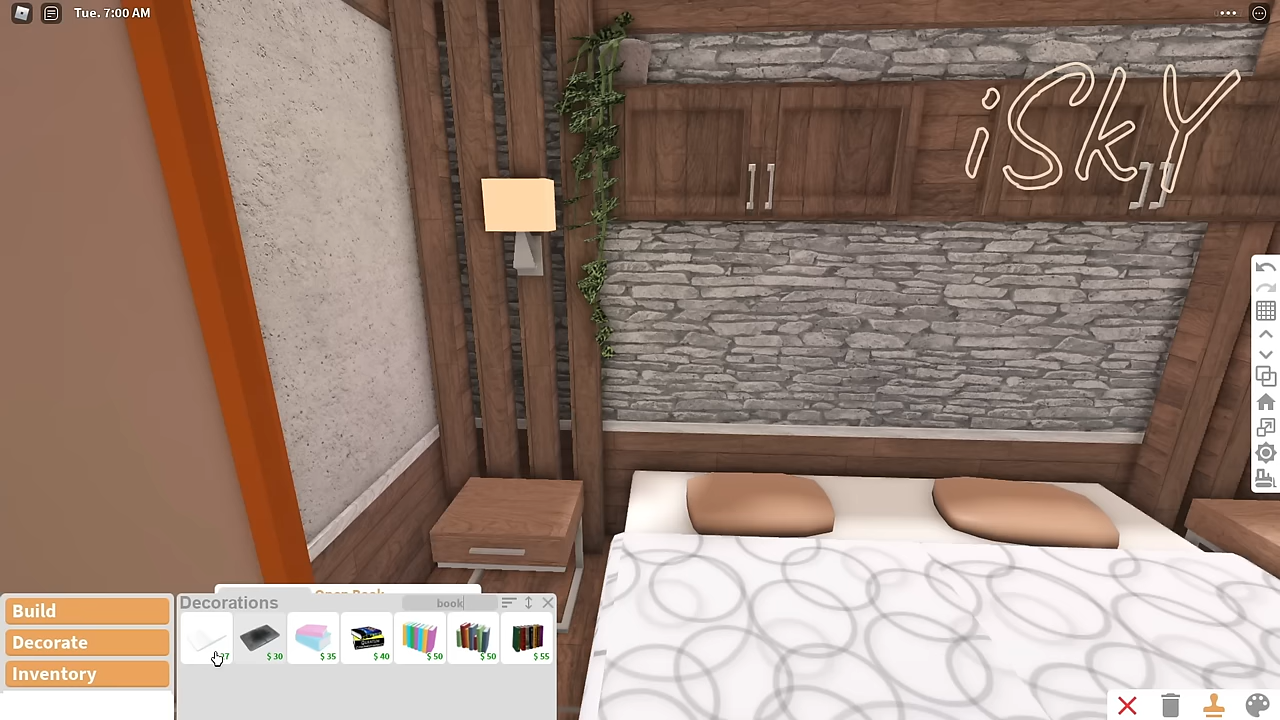 Tue. 7:00 AM
iSkY
Build
Decorate
Inventory
Decorations
book
$ 30
$ 35
$ 40
$ 50
$ 50
$ 55